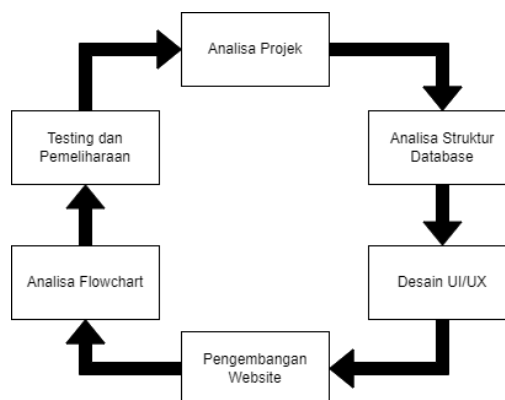 Analisa Projek
Analisa Struktur
Database
Desain UI/UX
Pengembangan
Website
Analisa Flowchart
Testing dan
Pemeliharaan